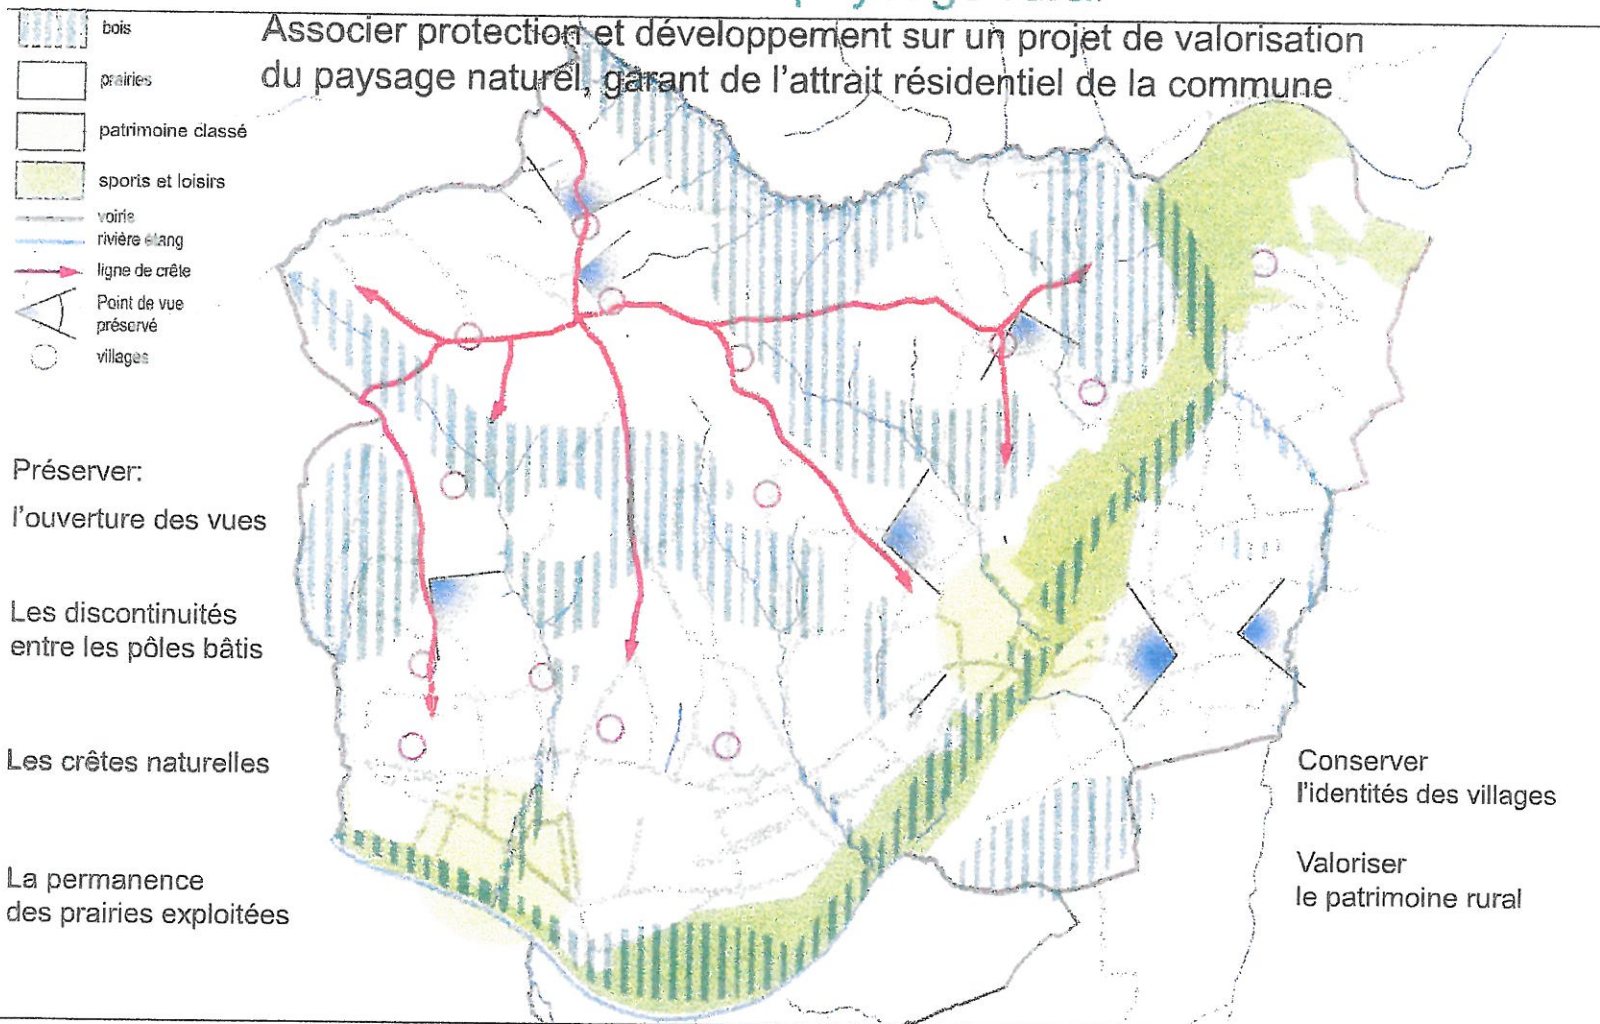 Associer protection et développement sur un projet de valorisation
du paysage naturel, garant de l'attrait résidentiel de la commune
bois
prairies
patrimoine classé
sports et loisirs
voirie
rivière étang
ligne de crête
Point de vue
préservé
villages
Préserver:
l'ouverture des vues
Les discontinuités
entre les pôles bâtis
Les crêtes naturelles
La permanence
des prairies exploitées
Conserver
l'identités des villages
Valoriser
le patrimoine rural